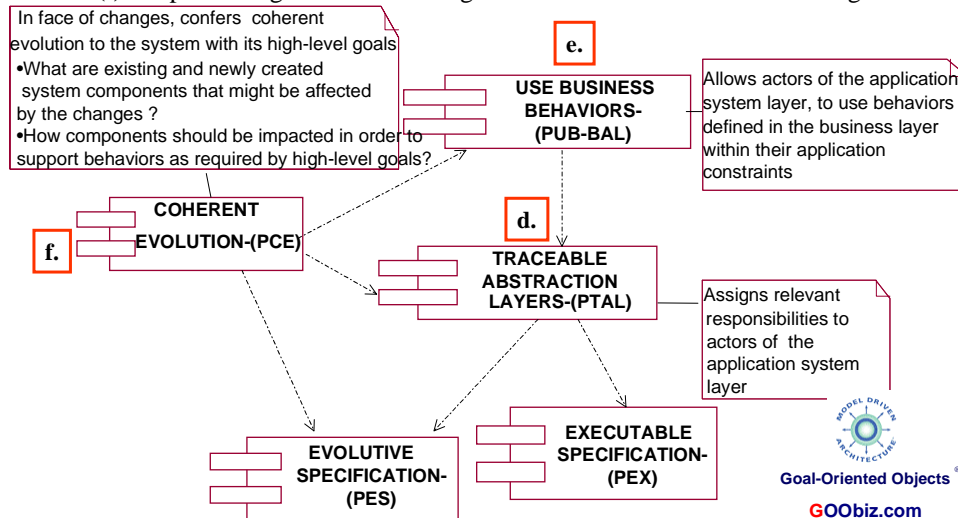 In face of changes, confers coherent
evolution to the system with its high-level goals
•What are existing and newly created
system components that might be affected
by the changes ?
•How components should be impacted in order to
support behaviors as required by high-level goals?
e.
USE BUSINESS
BEHAVIORS-
(PUB-BAL)
Allows actors of the application
system layer, to use behaviors
defined in the business layer
within their application
constraints
f.
COHERENT
EVOLUTION-(PCE)
d.
TRACEABLE
ABSTRACTION
LAYERS-(PTAL)
Assigns relevant
responsibilities to
actors of the
application system
layer
EVOLUTIVE
SPECIFICATION-
(PES)
EXECUTABLE
SPECIFICATION-
(PEX)
MODEL DRIVEN
ARCHITECTURE
Goal-Oriented Objects ®
GOObiz.com